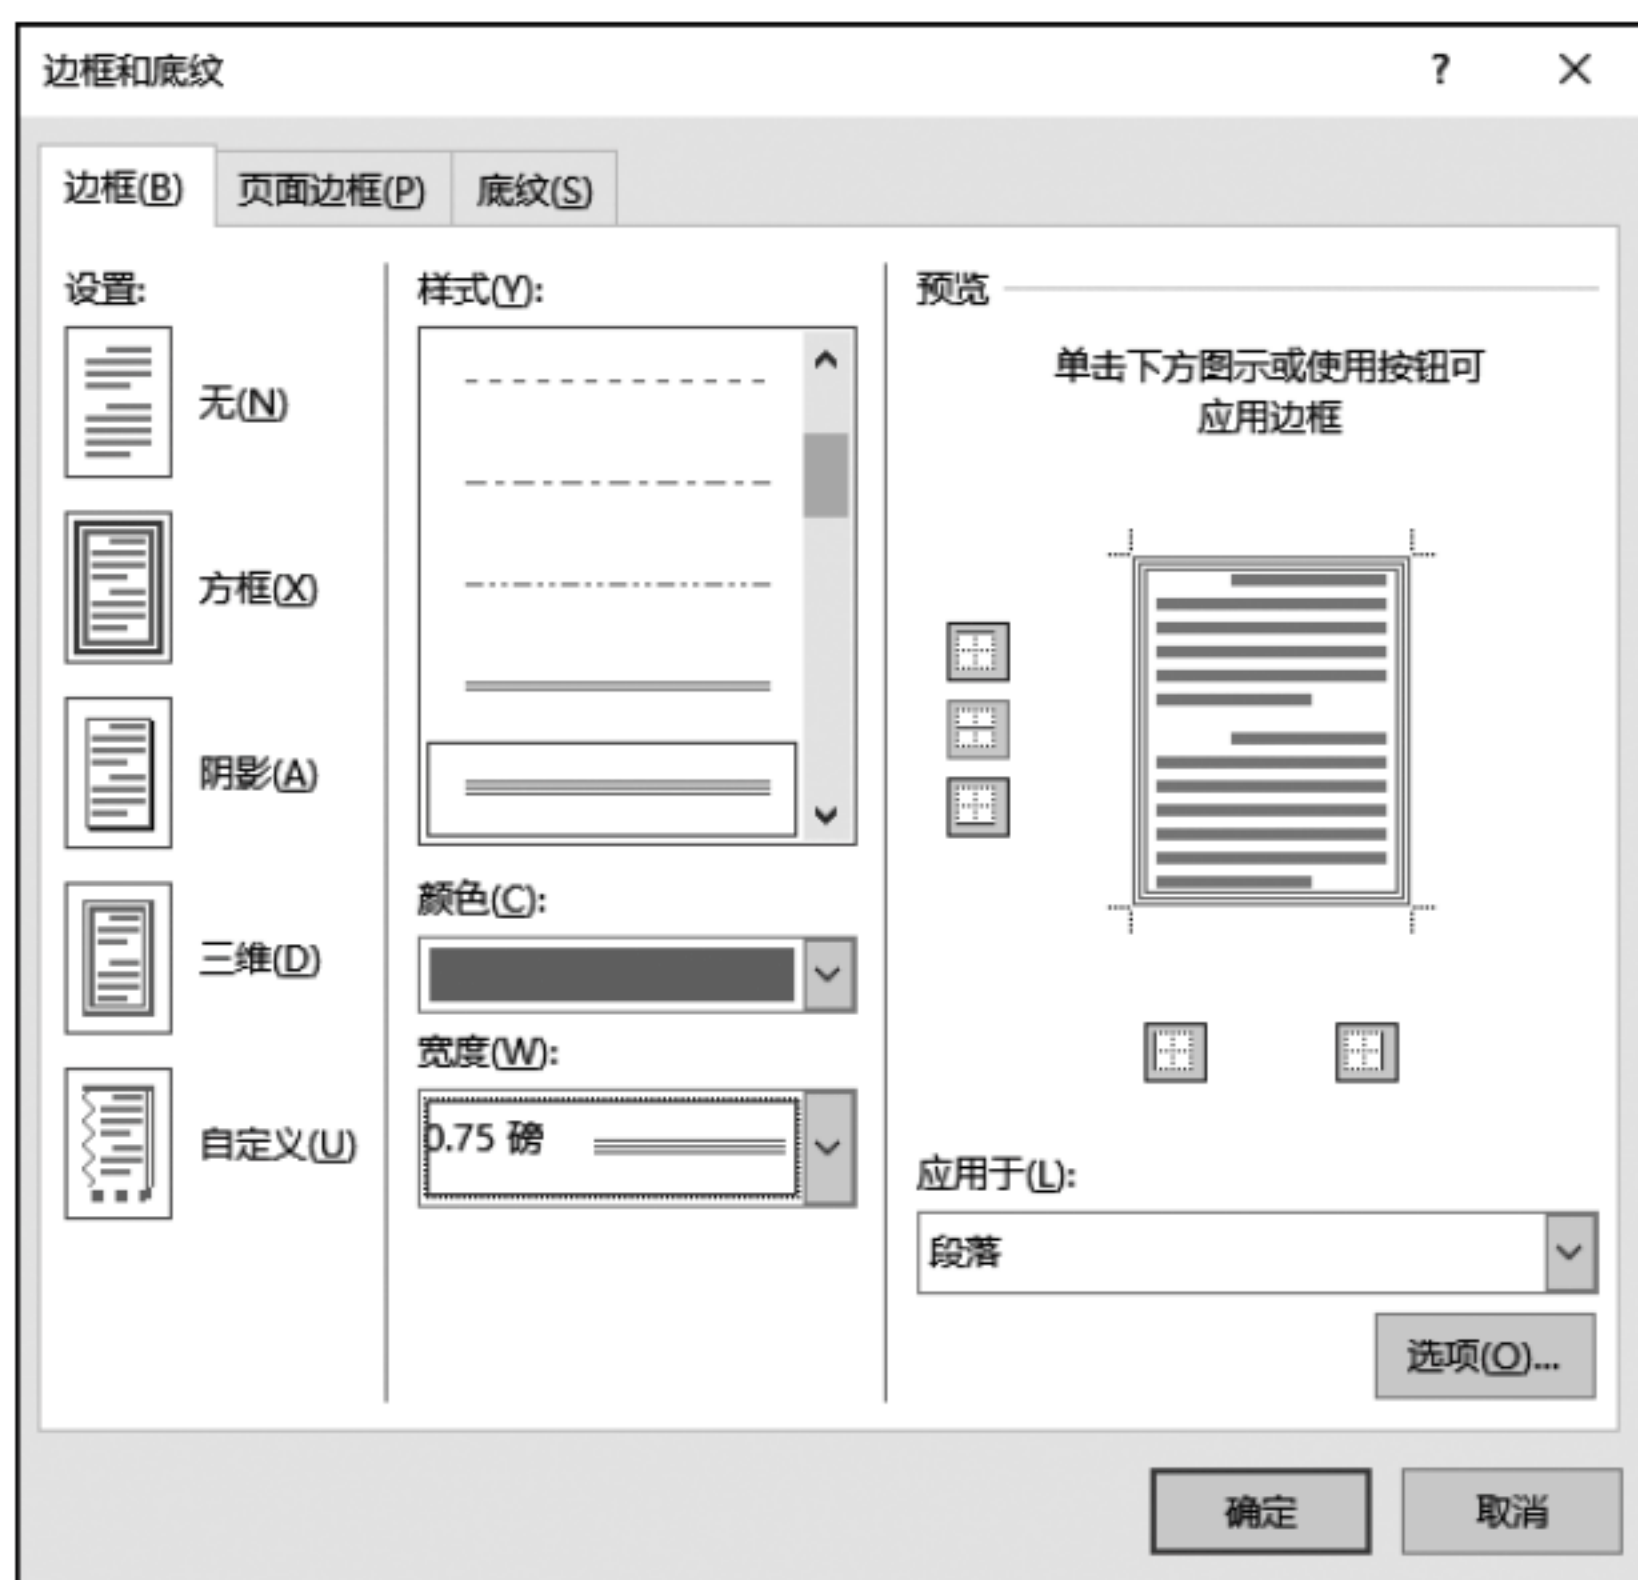 边框和底纹
?
边框(B)
页面边框(P)
底纹(S)
设置:
无(N)
方框(X)
阴影(A)
三维(D)
自定义(U)
样式(Y):
颜色(C):
宽度(W):
0.75 磅
预览
单击下方图示或使用按钮可
应用边框
应用于(L):
段落
选项(O)...
确定
取消